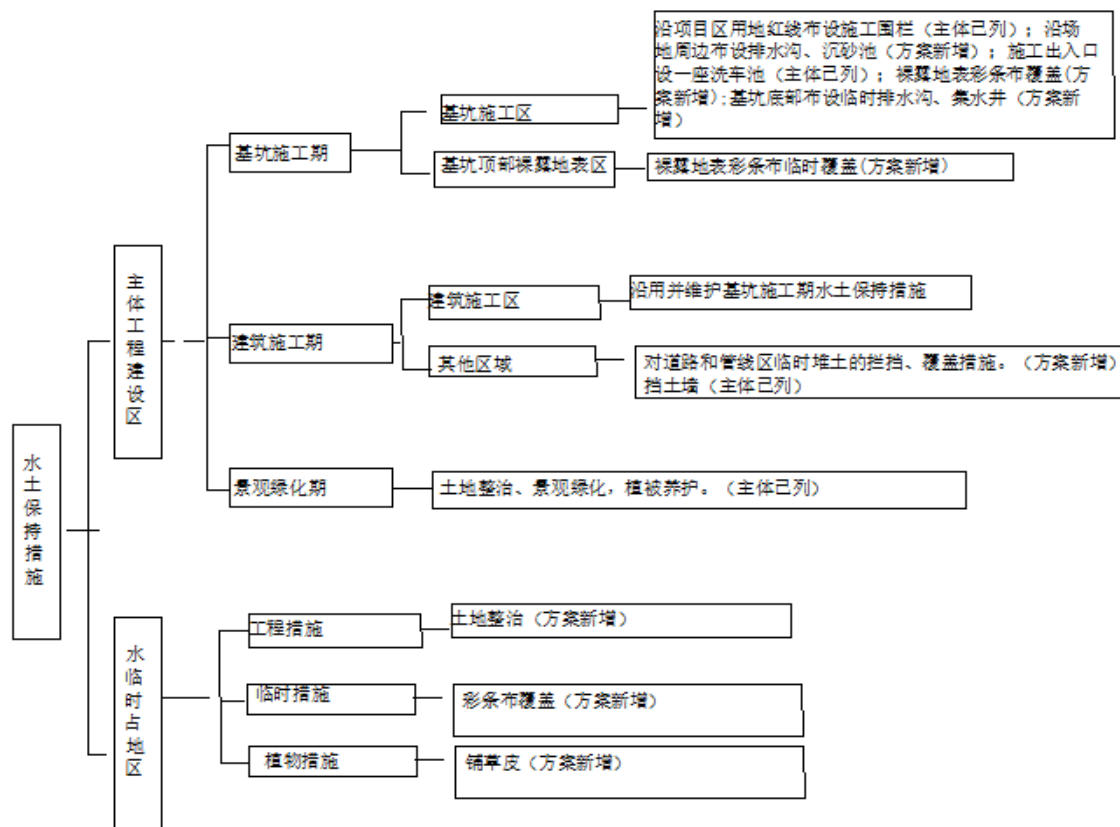 沿项目区用地红线布设施工围栏（主体已列）；沿场
地周边布设排水沟、沉砂池（方案新增）；施工出入口
设一座洗车池（主体已列）；裸露地表彩条布覆盖(方
案新增);基坑底部布设临时排水沟、集水井（方案新
增）
基坑施工区
基坑施工期
基坑顶部裸露地表区
裸露地表彩条布临时覆盖(方案新增)
主体工程建设区
建筑施工区
沿用并维护基坑施工期水土保持措施
建筑施工期
其他区域
对道路和管线区临时堆土的拦挡、覆盖措施。（方案新增）
挡土墙（主体已列）
水土保持措施
景观绿化期
土地整治、景观绿化，植被养护。（主体已列）
水临时占地区
工程措施
土地整治（方案新增）
临时措施
彩条布覆盖（方案新增）
植物措施
铺草皮（方案新增）